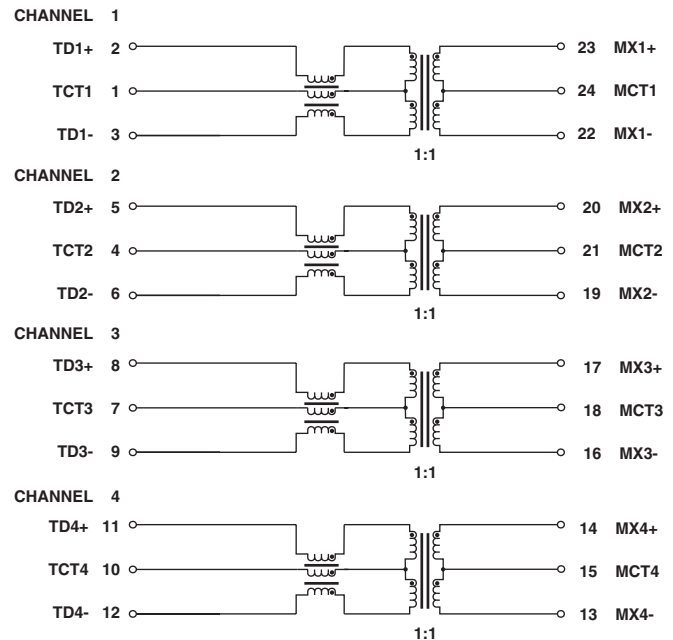 CHANNEL 1
TD1+ 2 23 MX1+
TCT1 1 24 MCT1
TD1- 3 22 MX1-
1:1
CHANNEL 2
TD2+ 5 20 MX2+
TCT2 4 21 MCT2
TD2- 6 19 MX2-
1:1
CHANNEL 3
TD3+ 8 17 MX3+
TCT3 7 18 MCT3
TD3- 9 16 MX3-
1:1
CHANNEL 4
TD4+ 11 14 MX4+
TCT4 10 15 MCT4
TD4- 12 13 MX4-
1:1